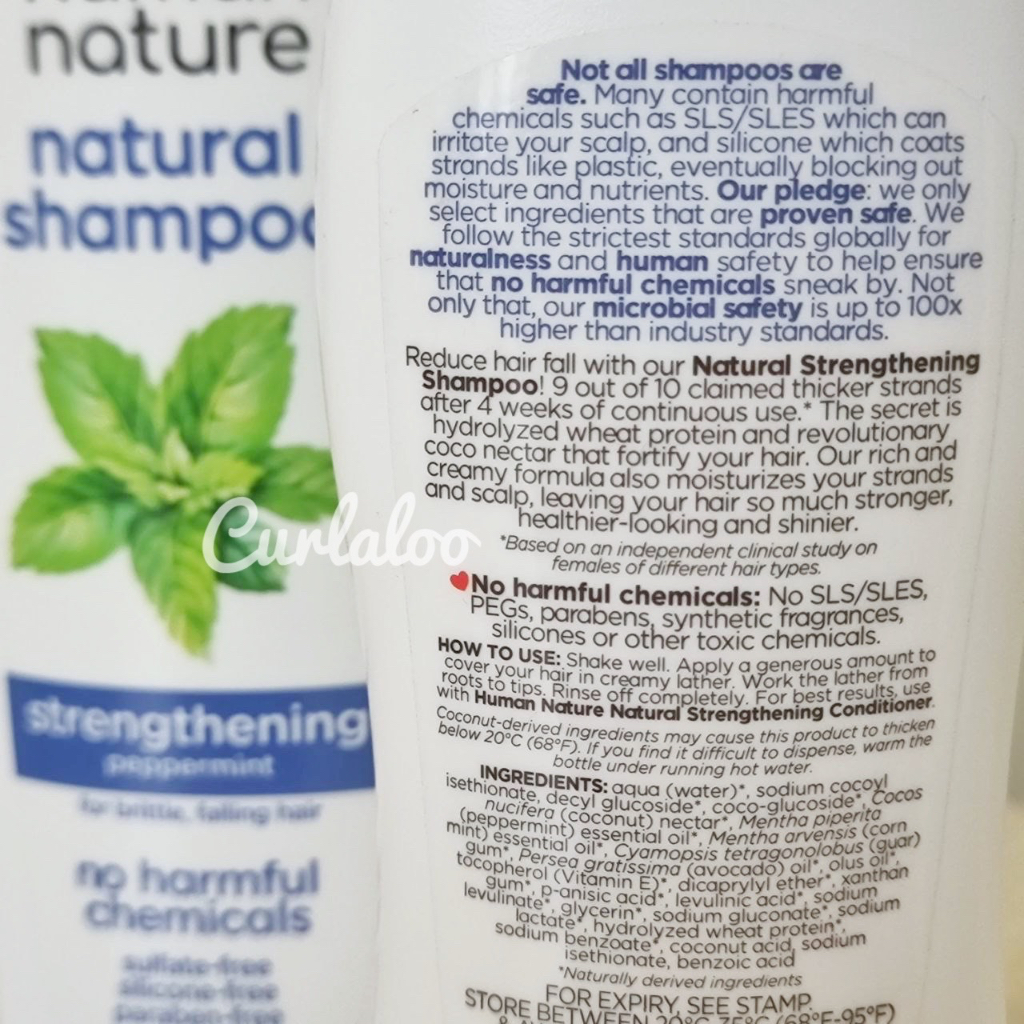 nature
natural
shampoo
strengthening
peppermint
for brittle, falling hair
no harmful
chemicals
sulfate-free
silicone-free
paraben-free
Curlaloo
Not all shampoos are
safe. Many contain harmful
chemicals such as SLS/SLES which can
irritate your scalp, and silicone which coats
strands like plastic, eventually blocking out
moisture and nutrients. Our pledge: we only
select ingredients that are proven safe. We
follow the strictest standards globally for
naturalness and human safety to help ensure
that no harmful chemicals sneak by. Not
only that, our microbial safety is up to 100x
higher than industry standards.
Reduce hair fall with our Natural Strengthening
Shampoo! 9 out of 10 claimed thicker strands
after 4 weeks of continuous use.* The secret is
hydrolyzed wheat protein and revolutionary
coco nectar that fortify your hair. Our rich and
creamy formula also moisturizes your strands
and scalp, leaving your hair so much stronger,
healthier-looking and shinier.
*Based on an independent clinical study on
females of different hair types.
No harmful chemicals: No SLS/SLES,
PEGs, parabens, synthetic fragrances,
silicones or other toxic chemicals.
HOW TO USE: Shake well. Apply a generous amount to
cover your hair in creamy lather. Work the lather from
roots to tips. Rinse off completely. For best results, use
with Human Nature Natural Strengthening Conditioner.
Coconut-derived ingredients may cause this product to thicken
below 20°C (68°F). If you find it difficult to dispense, warm the
bottle under running hot water.
INGREDIENTS: aqua (water)*, sodium cocoyl
isethionate, decyl glucoside*, coco-glucoside*, Cocos
nucifera (coconut) nectar*, Mentha piperita
(peppermint) essential oil*, Mentha arvensis (corn
mint) essential oil*, Cyamopsis tetragonolobus (guar)
gum*, Persea gratissima (avocado) oil*, olus oil*,
tocopherol (Vitamin E)*, dicaprylyl ether*, xanthan
gum*, p-anisic acid*, levulinic acid*, sodium
levulinate*, glycerin*, sodium gluconate*, sodium
lactate*, hydrolyzed wheat protein*,
sodium benzoate*, coconut acid, sodium
isethionate, benzoic acid
*Naturally derived ingredients
FOR EXPIRY, SEE STAMP.
STORE BETWEEN 20°C-35°C (68°F-95°F)